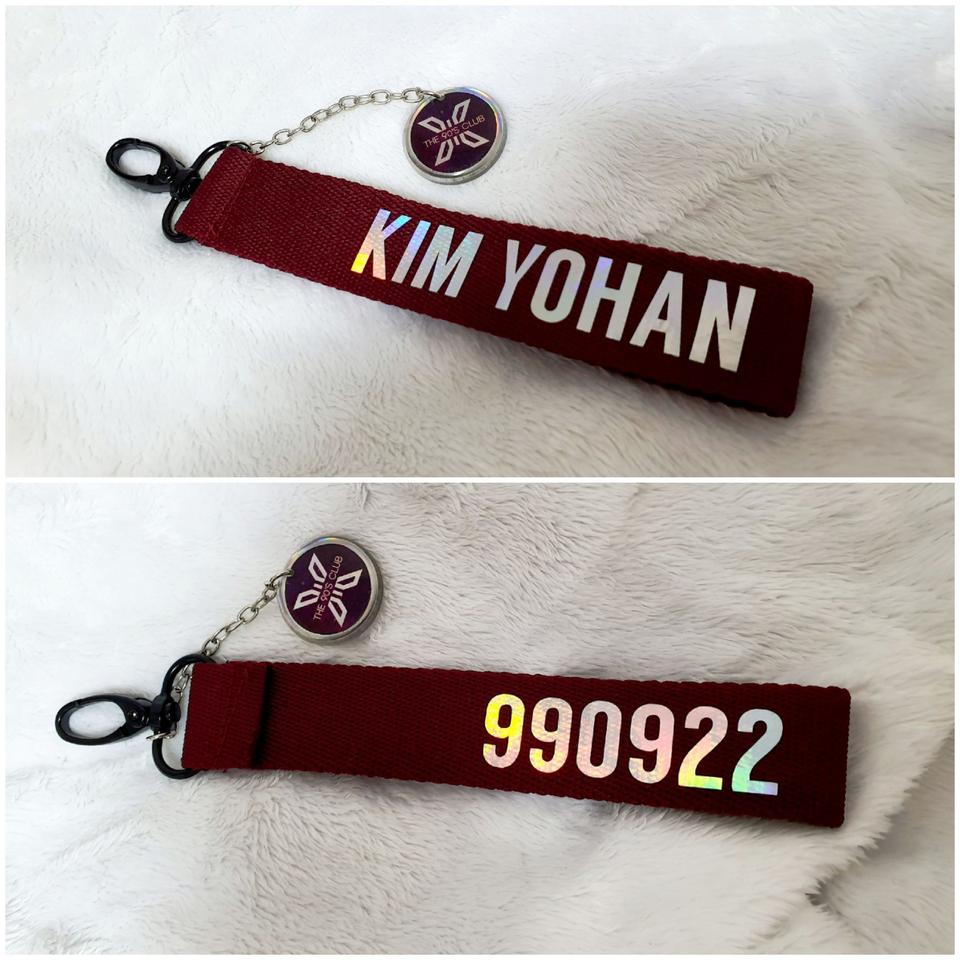 THE 90'S CLUB
KIM YOHAN
THE 90'S CLUB
990922